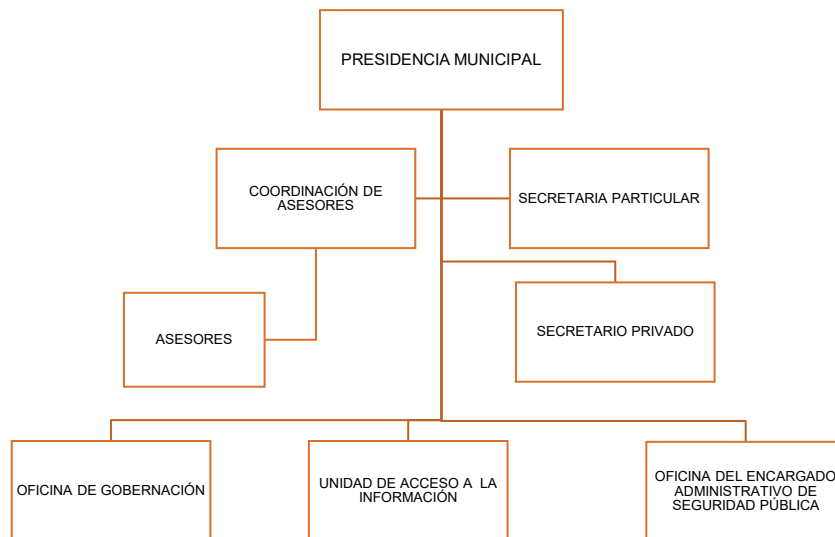 PRESIDENCIA MUNICIPAL
COORDINACIÓN DE
ASESORES
SECRETARIA PARTICULAR
ASESORES
SECRETARIO PRIVADO
OFICINA DE GOBERNACIÓN
UNIDAD DE ACCESO A LA
INFORMACIÓN
OFICINA DEL ENCARGADO
ADMINISTRATIVO DE
SEGURIDAD PÚBLICA